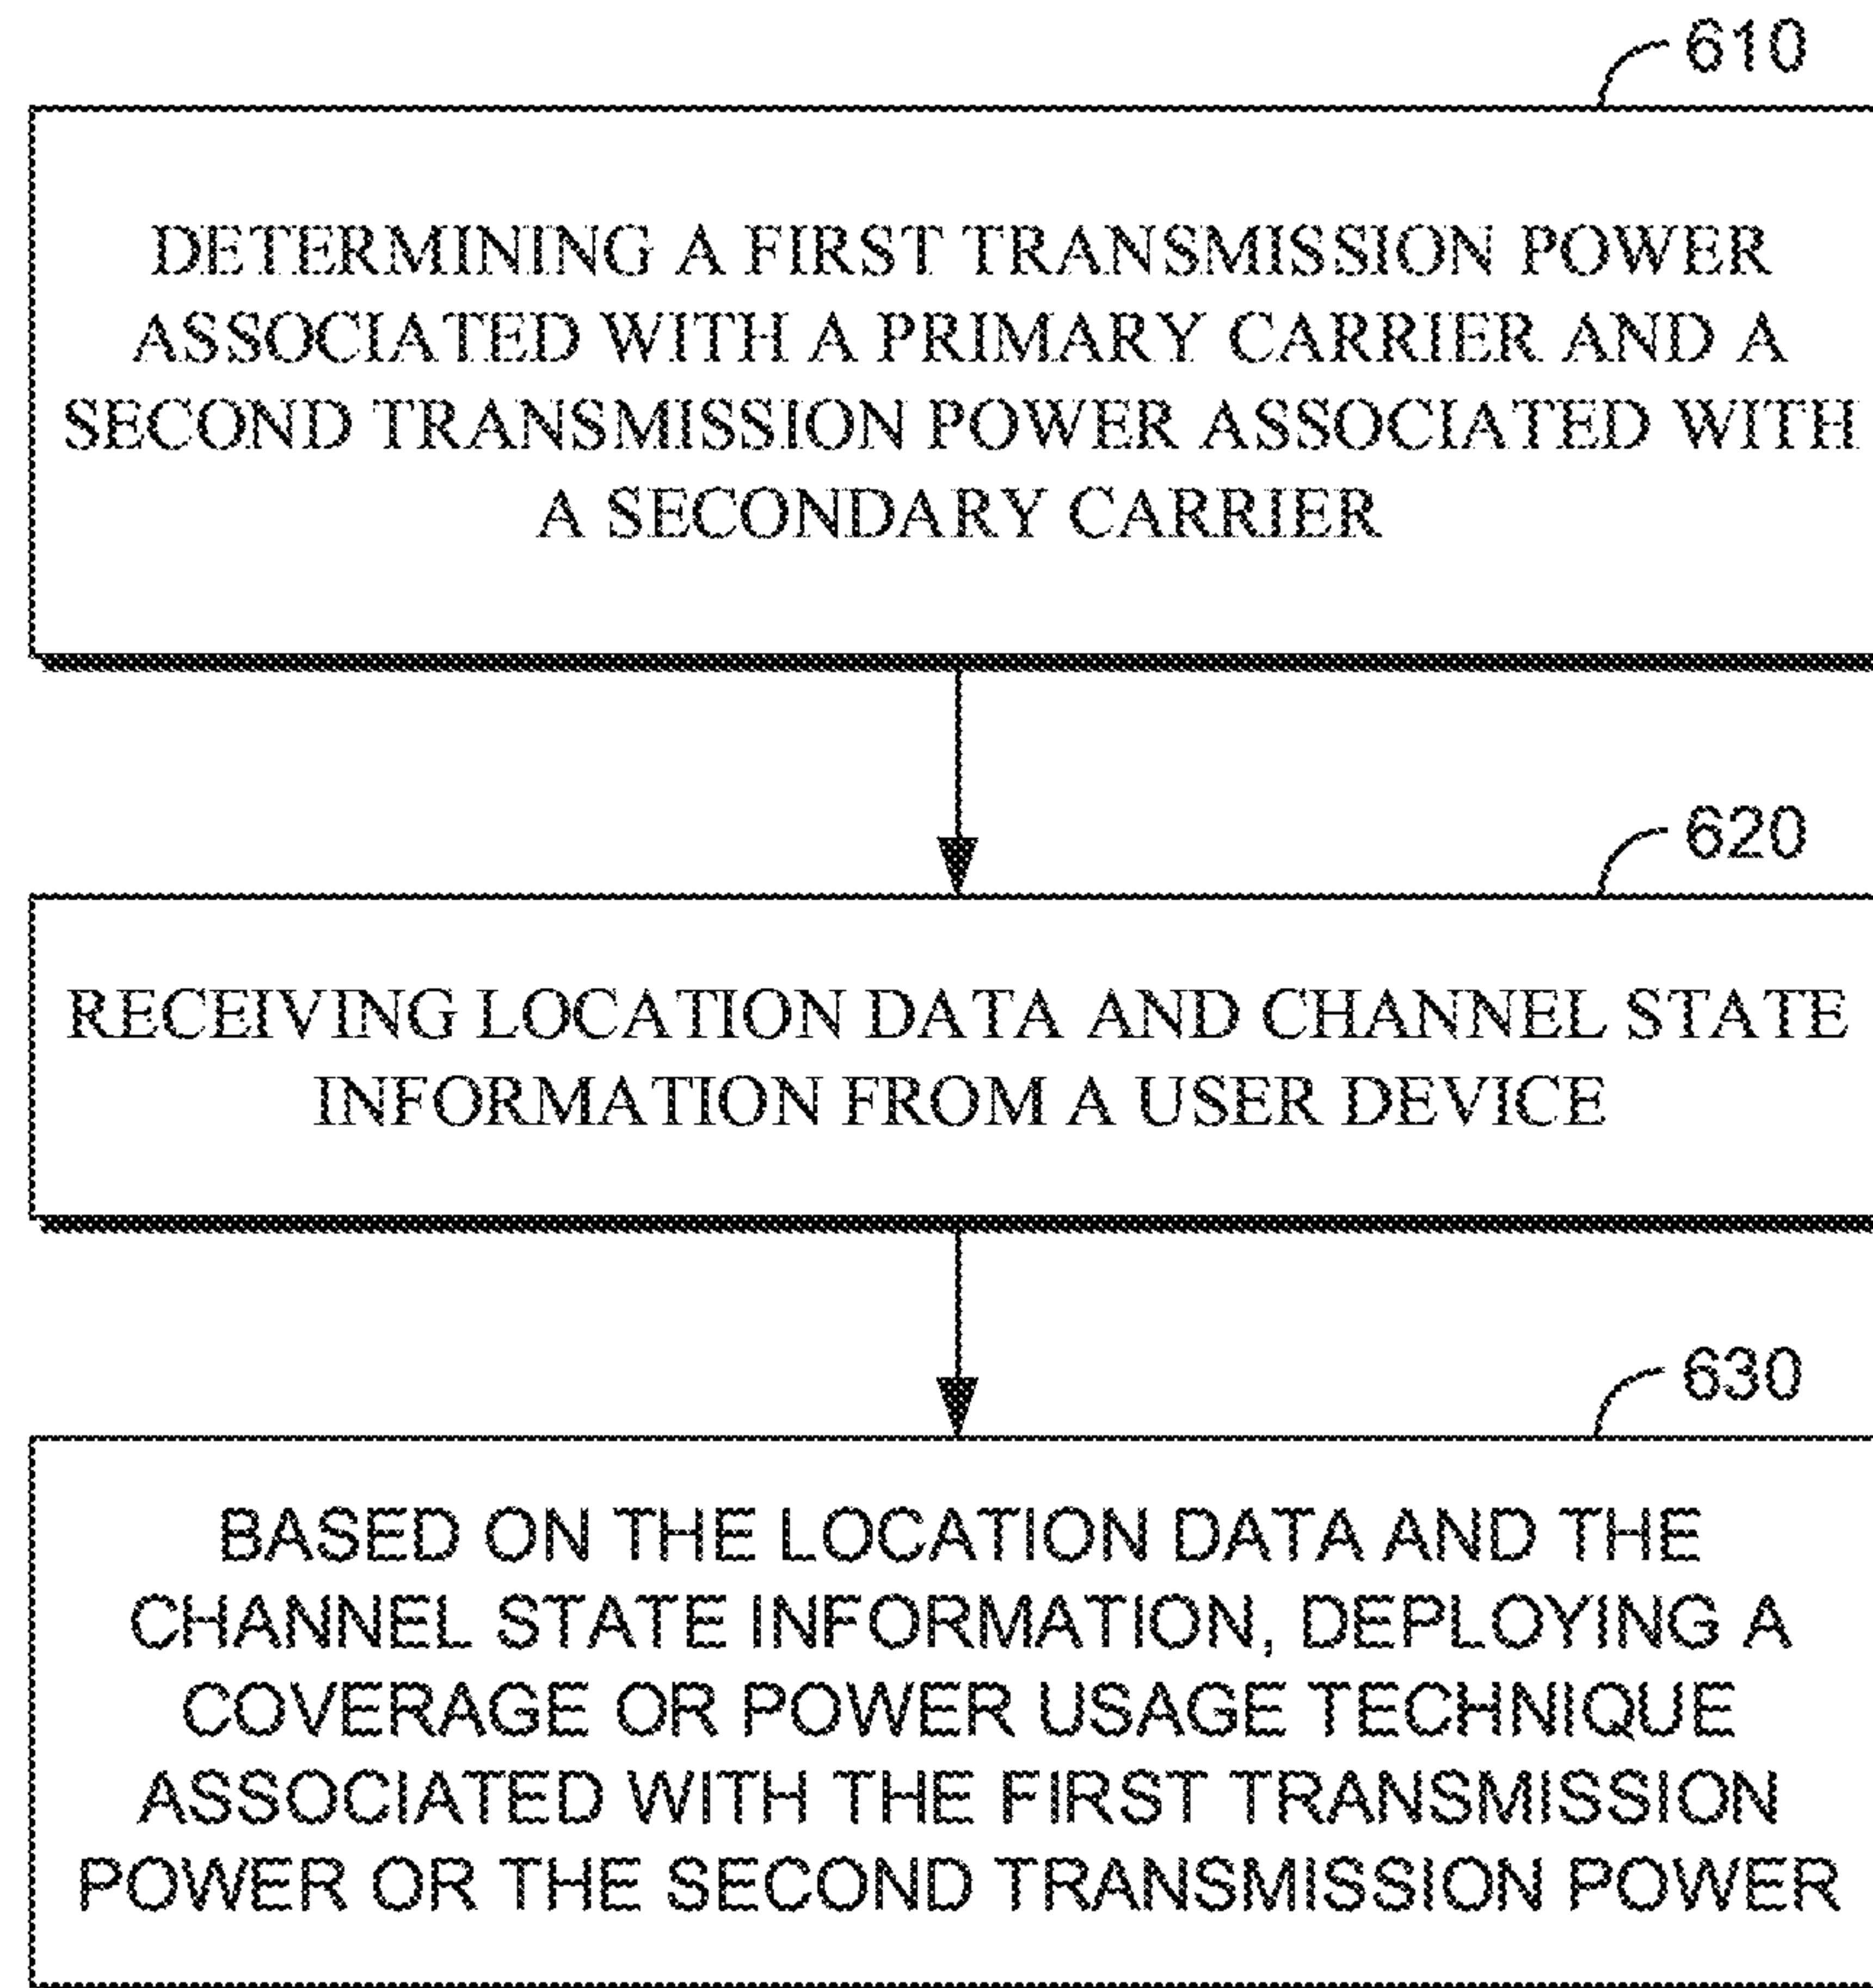 610
DETERMINING A FIRST TRANSMISSION POWER
ASSOCIATED WITH A PRIMARY CARRIER AND A
SECOND TRANSMISSION POWER ASSOCIATED WITH
A SECONDARY CARRIER
620
RECEIVING LOCATION DATA AND CHANNEL STATE
INFORMATION FROM A USER DEVICE
630
BASED ON THE LOCATION DATA AND THE
CHANNEL STATE INFORMATION, DEPLOYING A
COVERAGE OR POWER USAGE TECHNIQUE
ASSOCIATED WITH THE FIRST TRANSMISSION
POWER OR THE SECOND TRANSMISSION POWER